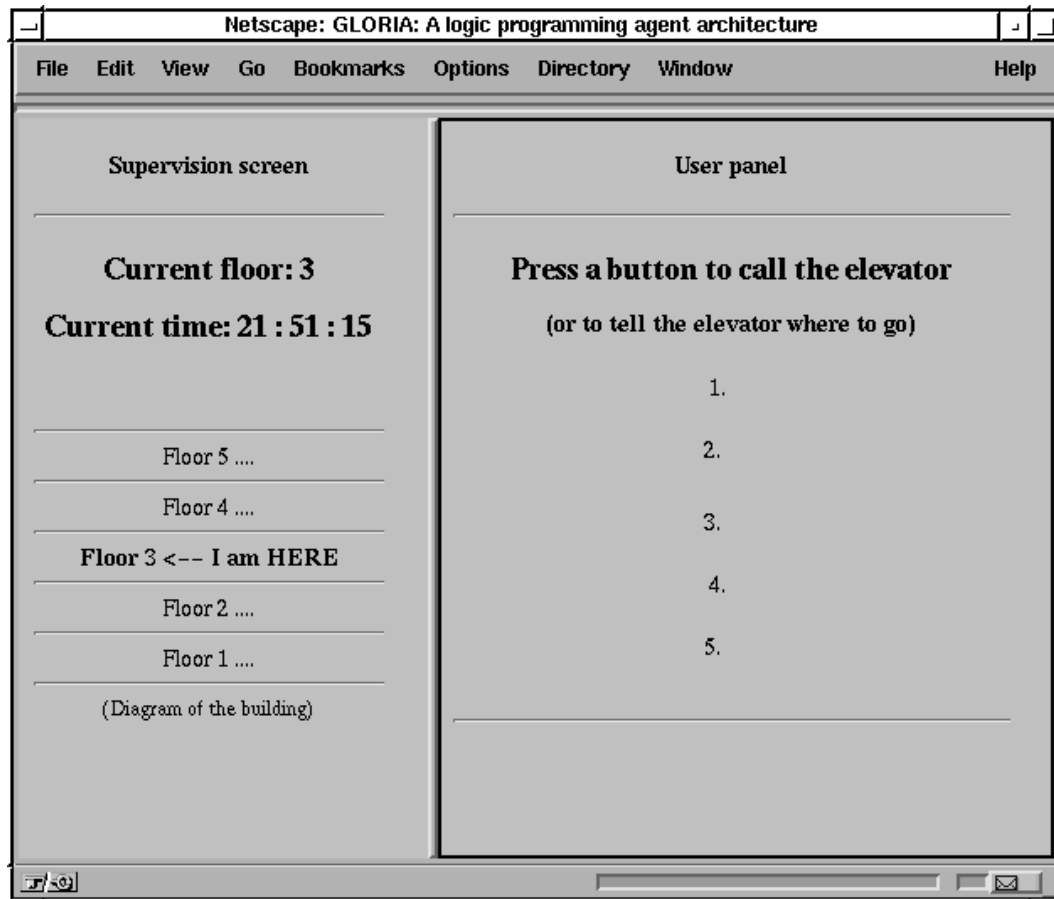 Netscape: GLORIA: A logic programming agent architecture
File Edit View Go Bookmarks Options Directory Window Help
Supervision screen
Current floor: 3
Current time: 21 : 51 : 15
Floor 5 ....
Floor 4 ....
Floor 3 <-- I am HERE
Floor 2 ....
Floor 1 ....
(Diagram of the building)
User panel
Press a button to call the elevator
(or to tell the elevator where to go)
1.
2.
3.
4.
5.